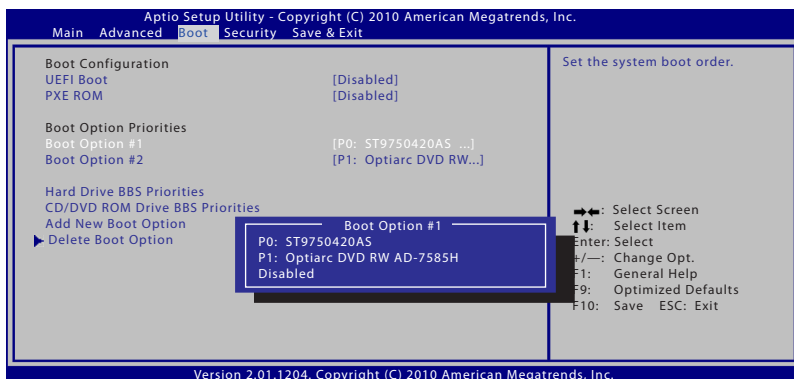 Aptio Setup Utility - Copyright (C) 2010 American Megatrends, Inc.
Main Advanced Boot Security Save & Exit
Boot Configuration
UEFI Boot [Disabled]
PXE ROM [Disabled]
Boot Option Priorities
Boot Option #1 [P0: ST9750420AS ...]
Boot Option #2 [P1: Optiarc DVD RW...]
Hard Drive BBS Priorities
CD/DVD ROM Drive BBS Priorities
Add New Boot Option
Delete Boot Option
Boot Option #1
P0: ST9750420AS
P1: Optiarc DVD RW AD-7585H
Disabled
Set the system boot order.
→←: Select Screen
↑↓: Select Item
Enter: Select
+/—: Change Opt.
F1: General Help
F9: Optimized Defaults
F10: Save ESC: Exit
Version 2.01.1204. Copyright (C) 2010 American Megatrends, Inc.